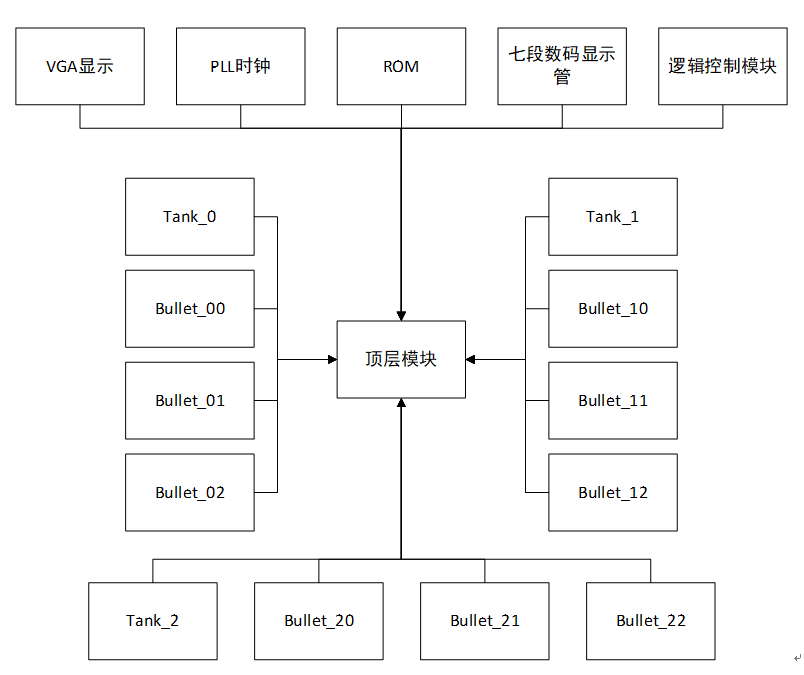 VGA显示
PLL时钟
ROM
七段数码显示
管
逻辑控制模块
Tank_0
Tank_1
Bullet_00
Bullet_10
顶层模块
Bullet_01
Bullet_11
Bullet_02
Bullet_12
Tank_2
Bullet_20
Bullet_21
Bullet_22